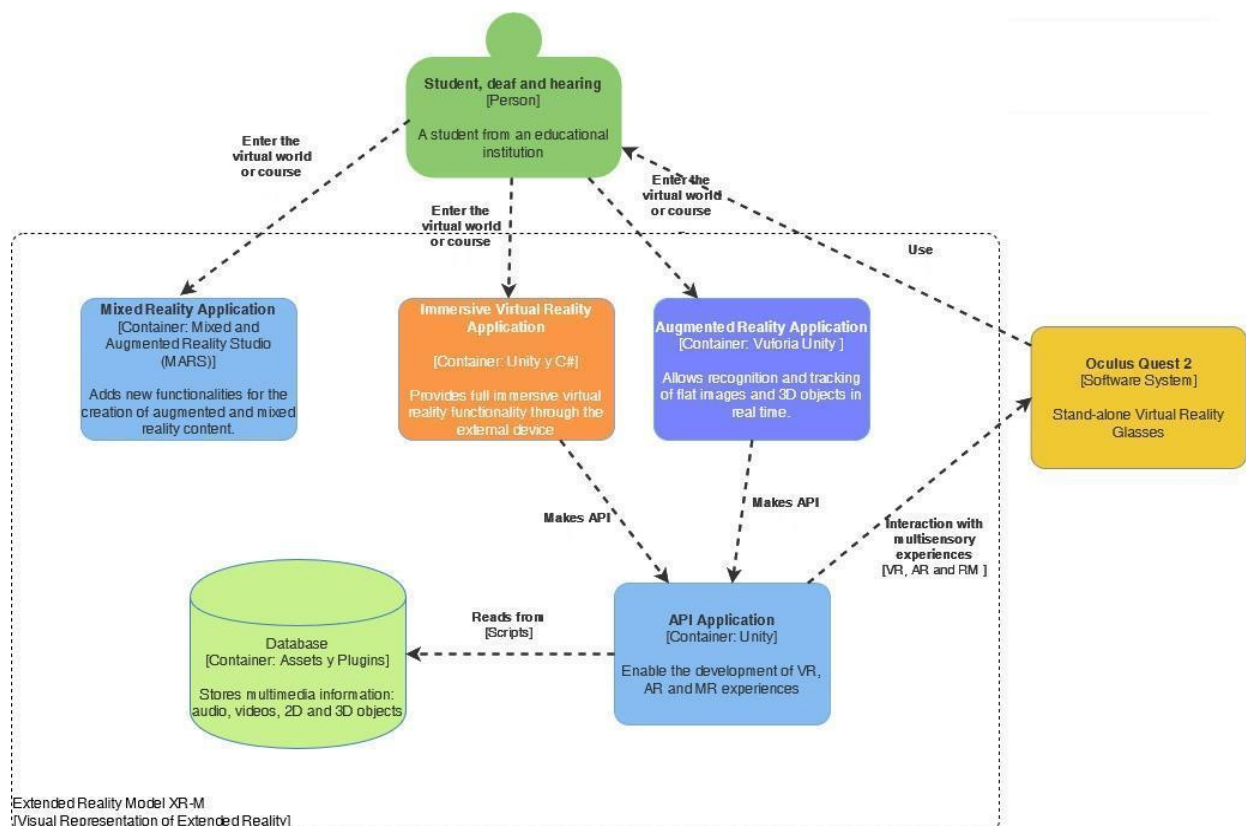 Student, deaf and hearing
[Person]
A student from an educational
institution
Enter the
virtual world
or course
Enter the
virtual world
or course
Enter the
virtual world
or course
Use
Mixed Reality Application
[Container: Mixed and
Augmented Reality Studio
(MARS)]
Adds new functionalities for the
creation of augmented and mixed
reality content.
Immersive Virtual Reality
Application
[Container: Unity y C#]
Provides full immersive virtual
reality functionality through the
external device
Augmented Reality Application
[Container: Vuforia Unity ]
Allows recognition and tracking
of flat images and 3D objects in
real time.
Oculus Quest 2
[Software System]
Stand-alone Virtual Reality
Glasses
Makes API
Makes API
Interaction with
multisensory
experiences
[VR, AR and RM ]
Database
[Container: Assets y Plugins]
Stores multimedia information:
audio, videos, 2D and 3D objects
Reads from
[Scripts]
API Application
[Container: Unity]
Enable the development of VR,
AR and MR experiences
Extended Reality Model XR-M
[Visual Representation of Extended Reality]